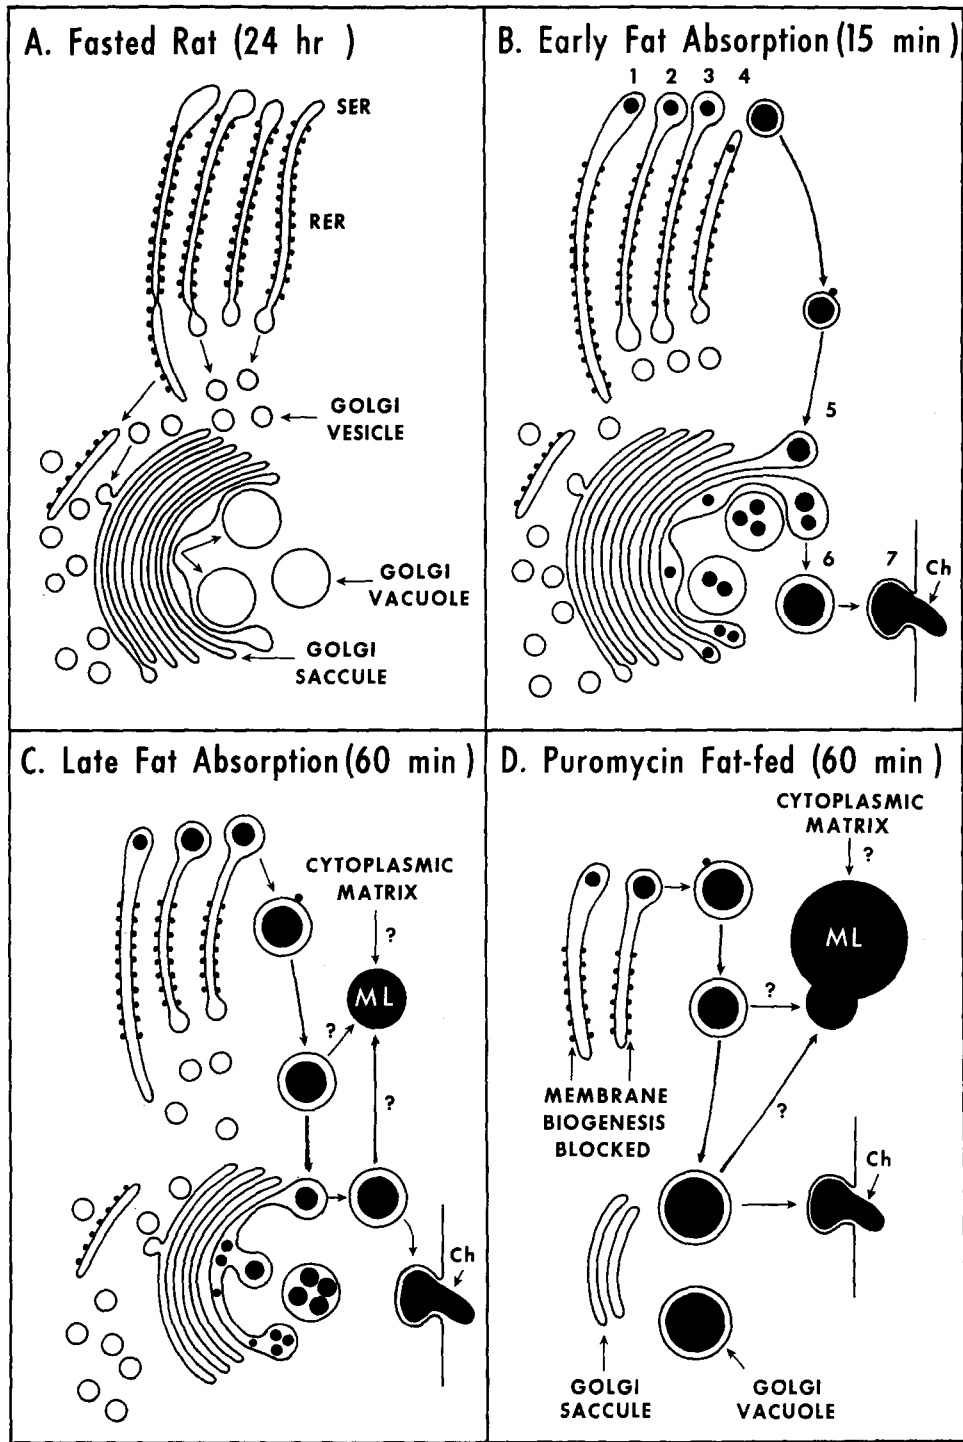 A. Fasted Rat (24 hr )
SER
RER
GOLGI
VESICLE
GOLGI
VACUOLE
GOLGI
SACCULE
B. Early Fat Absorption (15 min)
1 2 3 4
5
6 7
Ch
C. Late Fat Absorption (60 min)
CYTOPLASMIC
MATRIX
?
ML
?
?
Ch
D. Puromycin Fat-fed (60 min)
CYTOPLASMIC
MATRIX
?
ML
?
MEMBRANE
BIOGENESIS
BLOCKED
?
Ch
GOLGI
SACCULE
GOLGI
VACUOLE